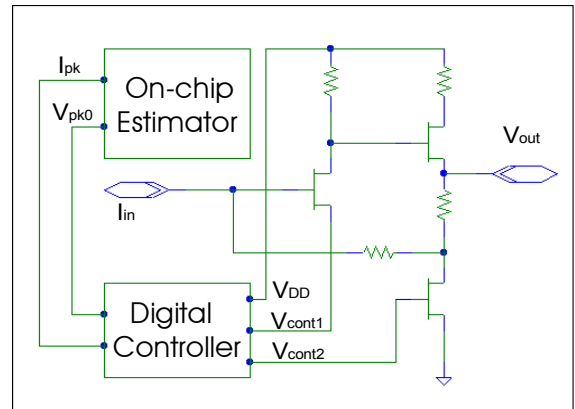 Ipk
On-chip
Estimator
Vpk0
Vout
Iin
Digital
Controller
VDD
Vcont1
Vcont2